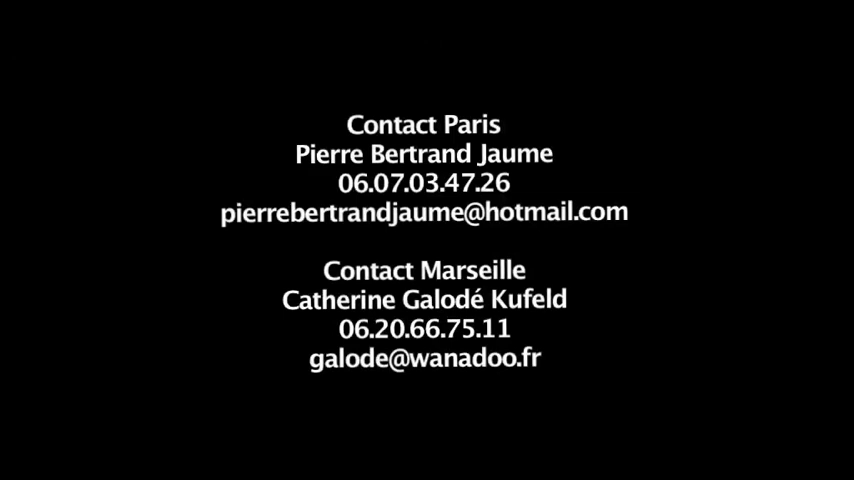 Contact Paris
Pierre Bertrand Jaume
06.07.03.47.26
pierrebertrandjaume@hotmail.com
Contact Marseille
Catherine Galodé Kufeld
06.20.66.75.11
galode@wanadoo.fr